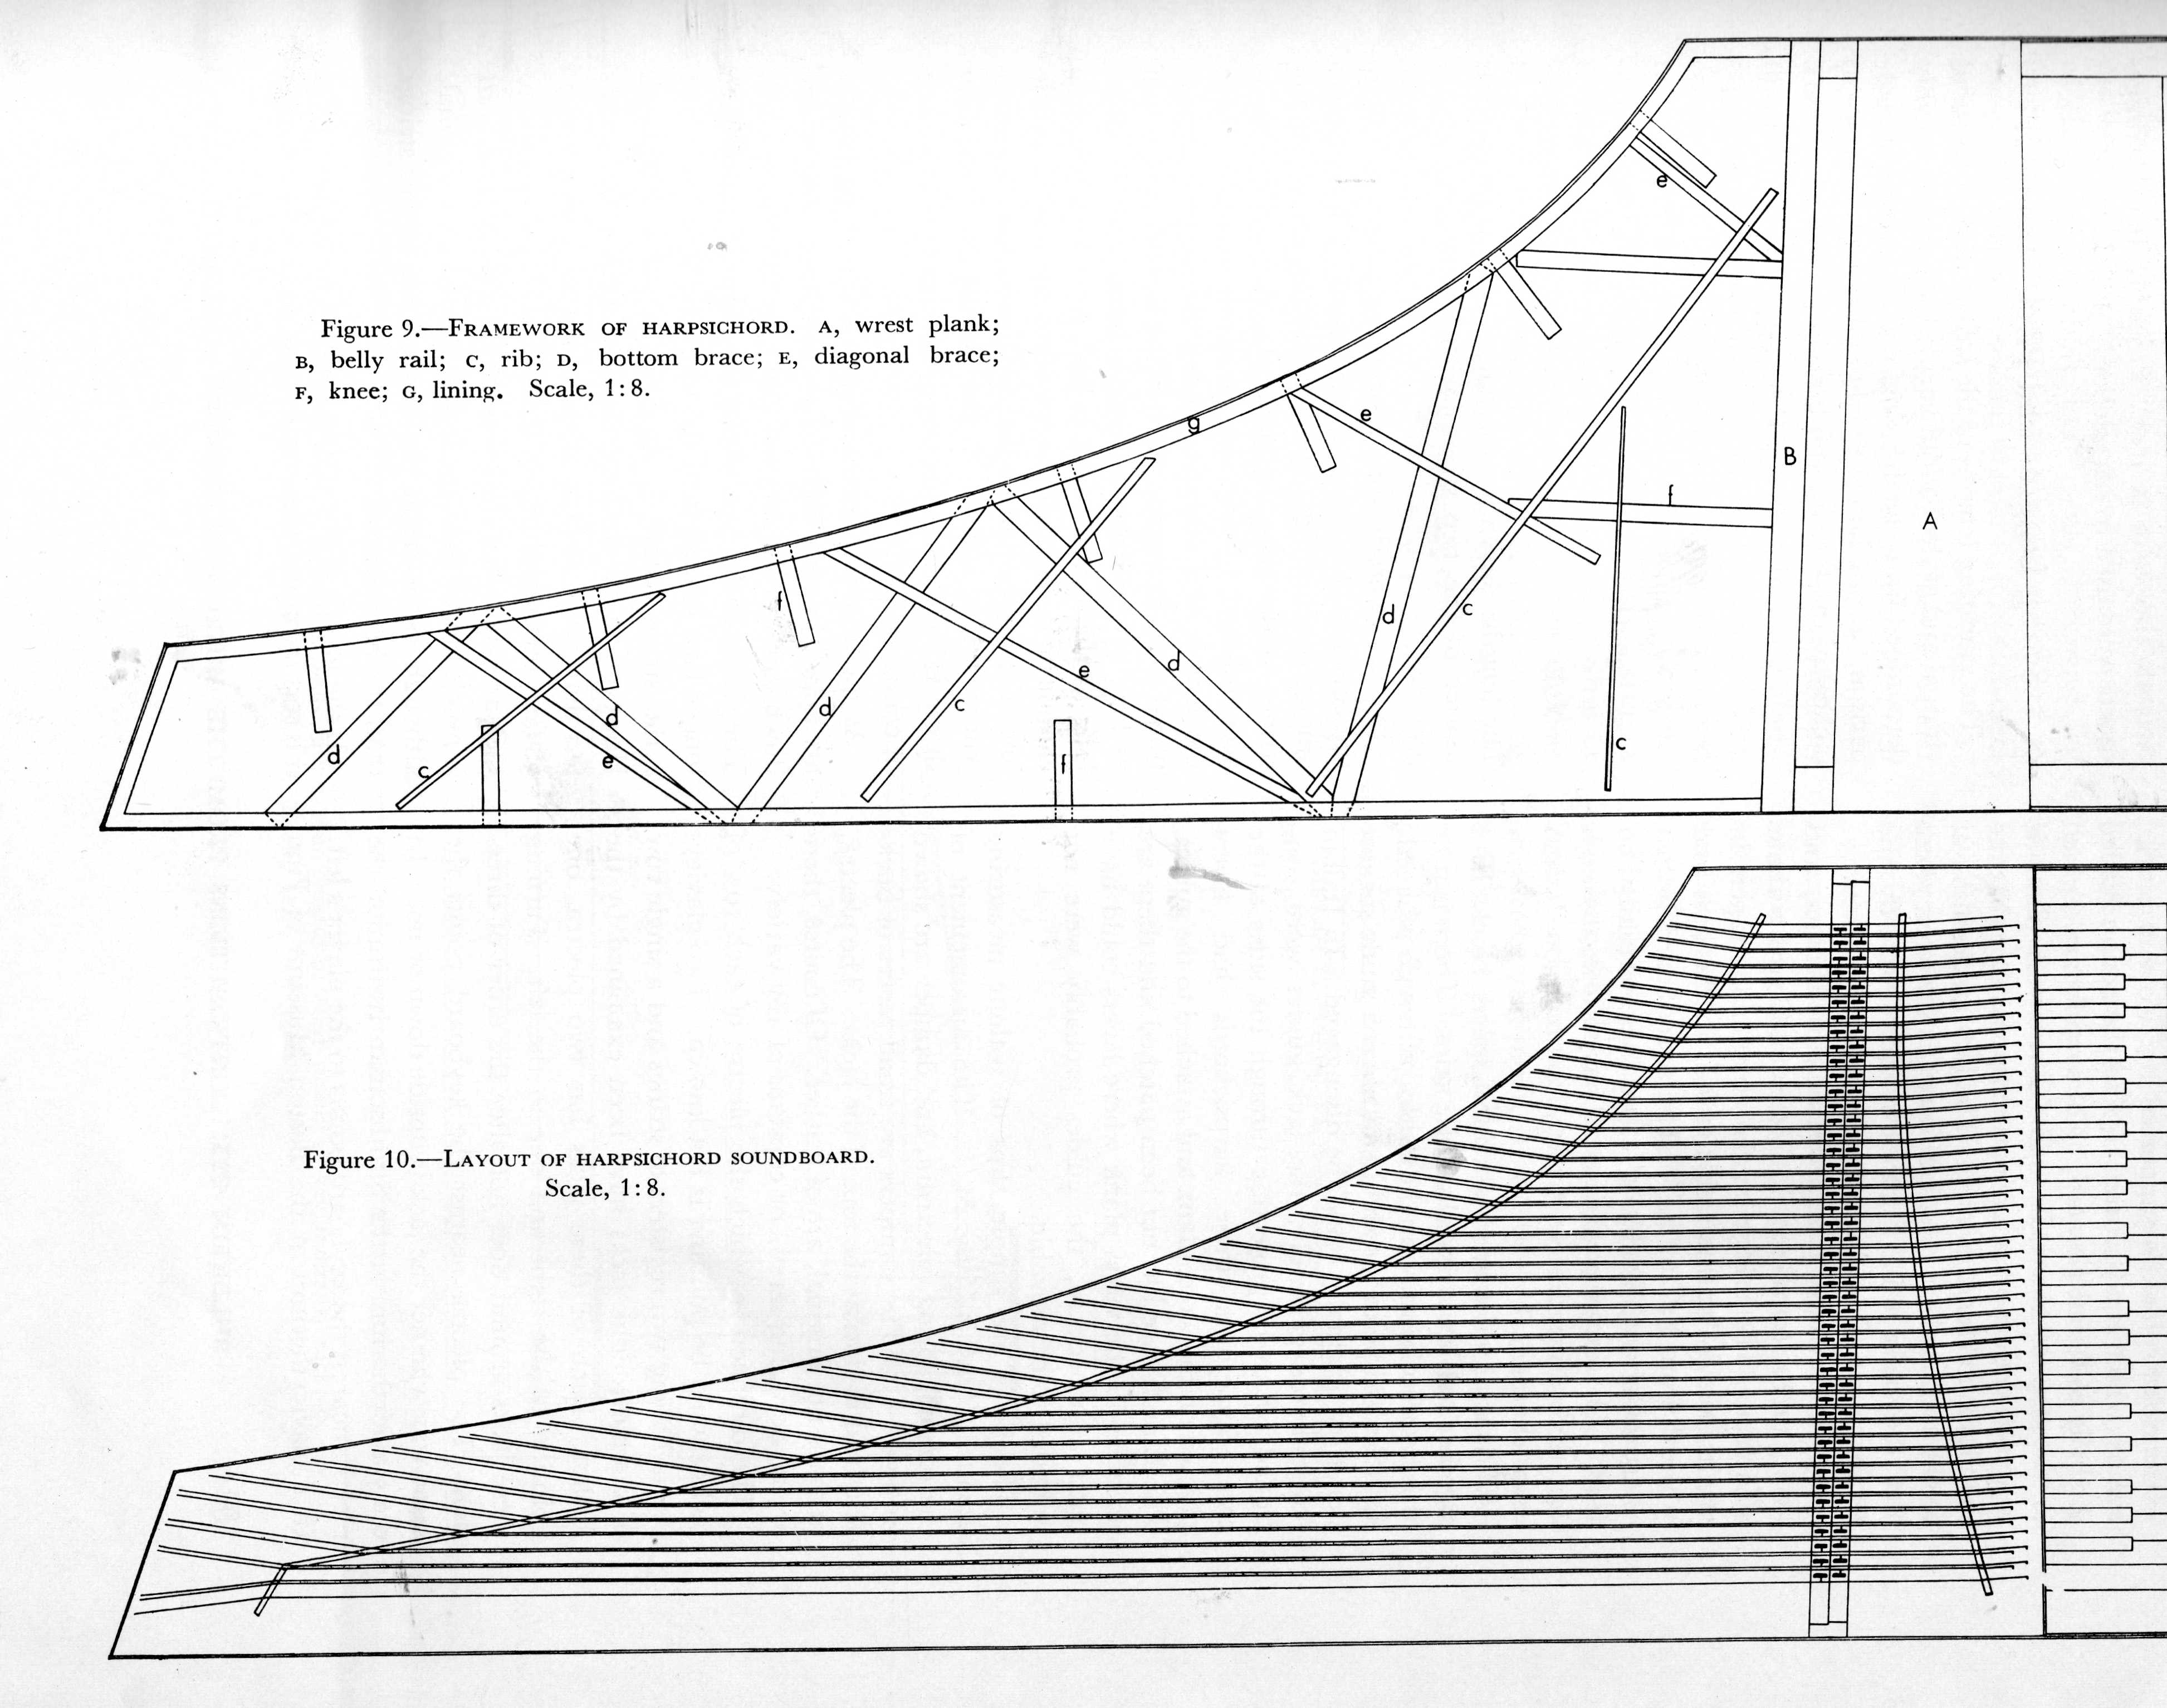 Figure 9.—FRAMEWORK OF HARPSICHORD. A, wrest plank;
B, belly rail; C, rib; D, bottom brace; E, diagonal brace;
F, knee; G, lining. Scale, 1:8.
e
e
g
B
f
A
f
d
c
e
d
d
c
d
d
c
e
f
c
Figure 10.—LAYOUT OF HARPSICHORD SOUNDBOARD.
Scale, 1:8.